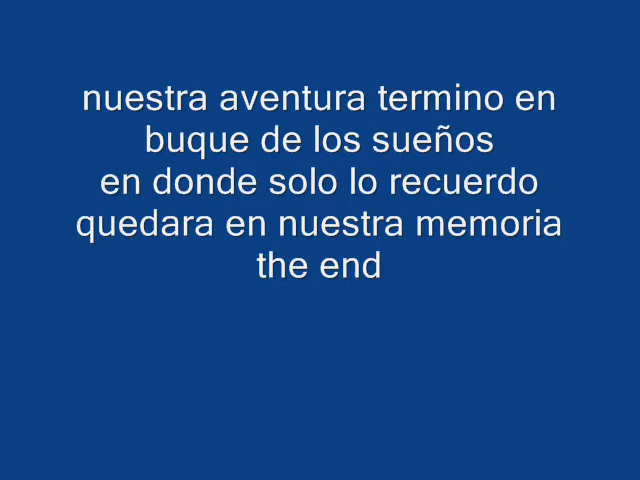 nuestra aventura termino en
buque de los sueños
en donde solo lo recuerdo
quedara en nuestra memoria
the end